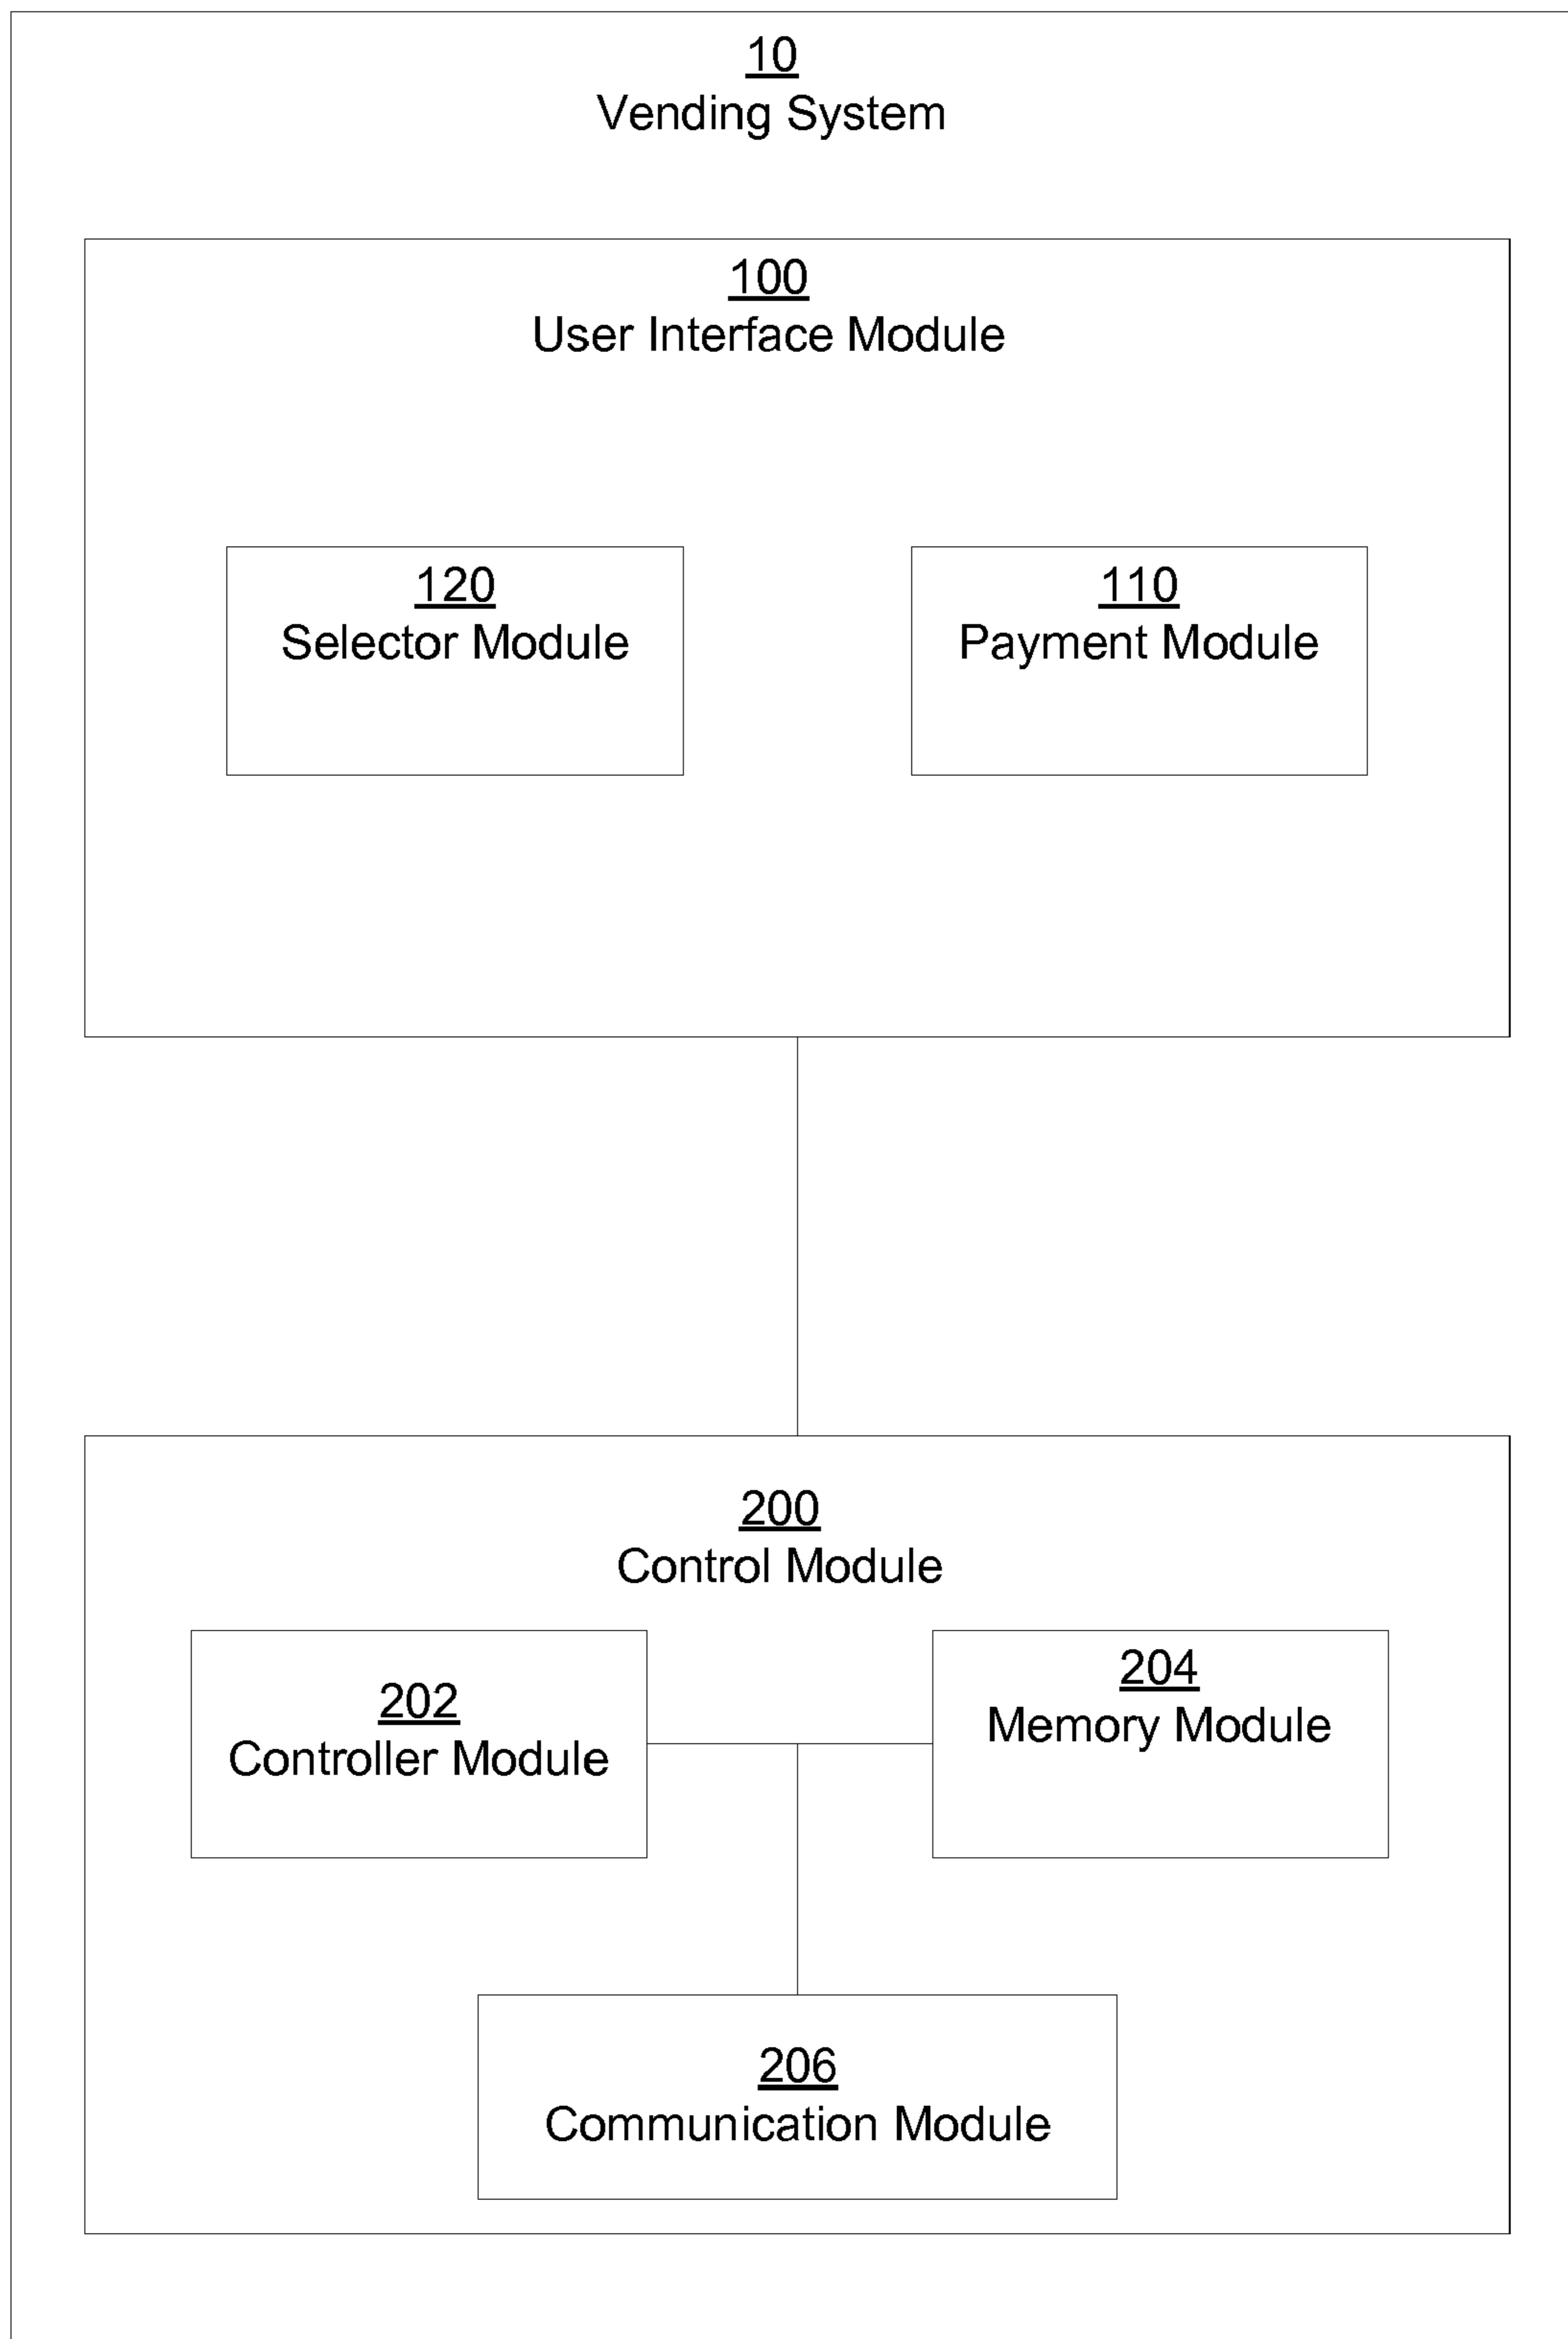 10
Vending System
100
User Interface Module
120
Selector Module
110
Payment Module
200
Control Module
202
Controller Module
204
Memory Module
206
Communication Module